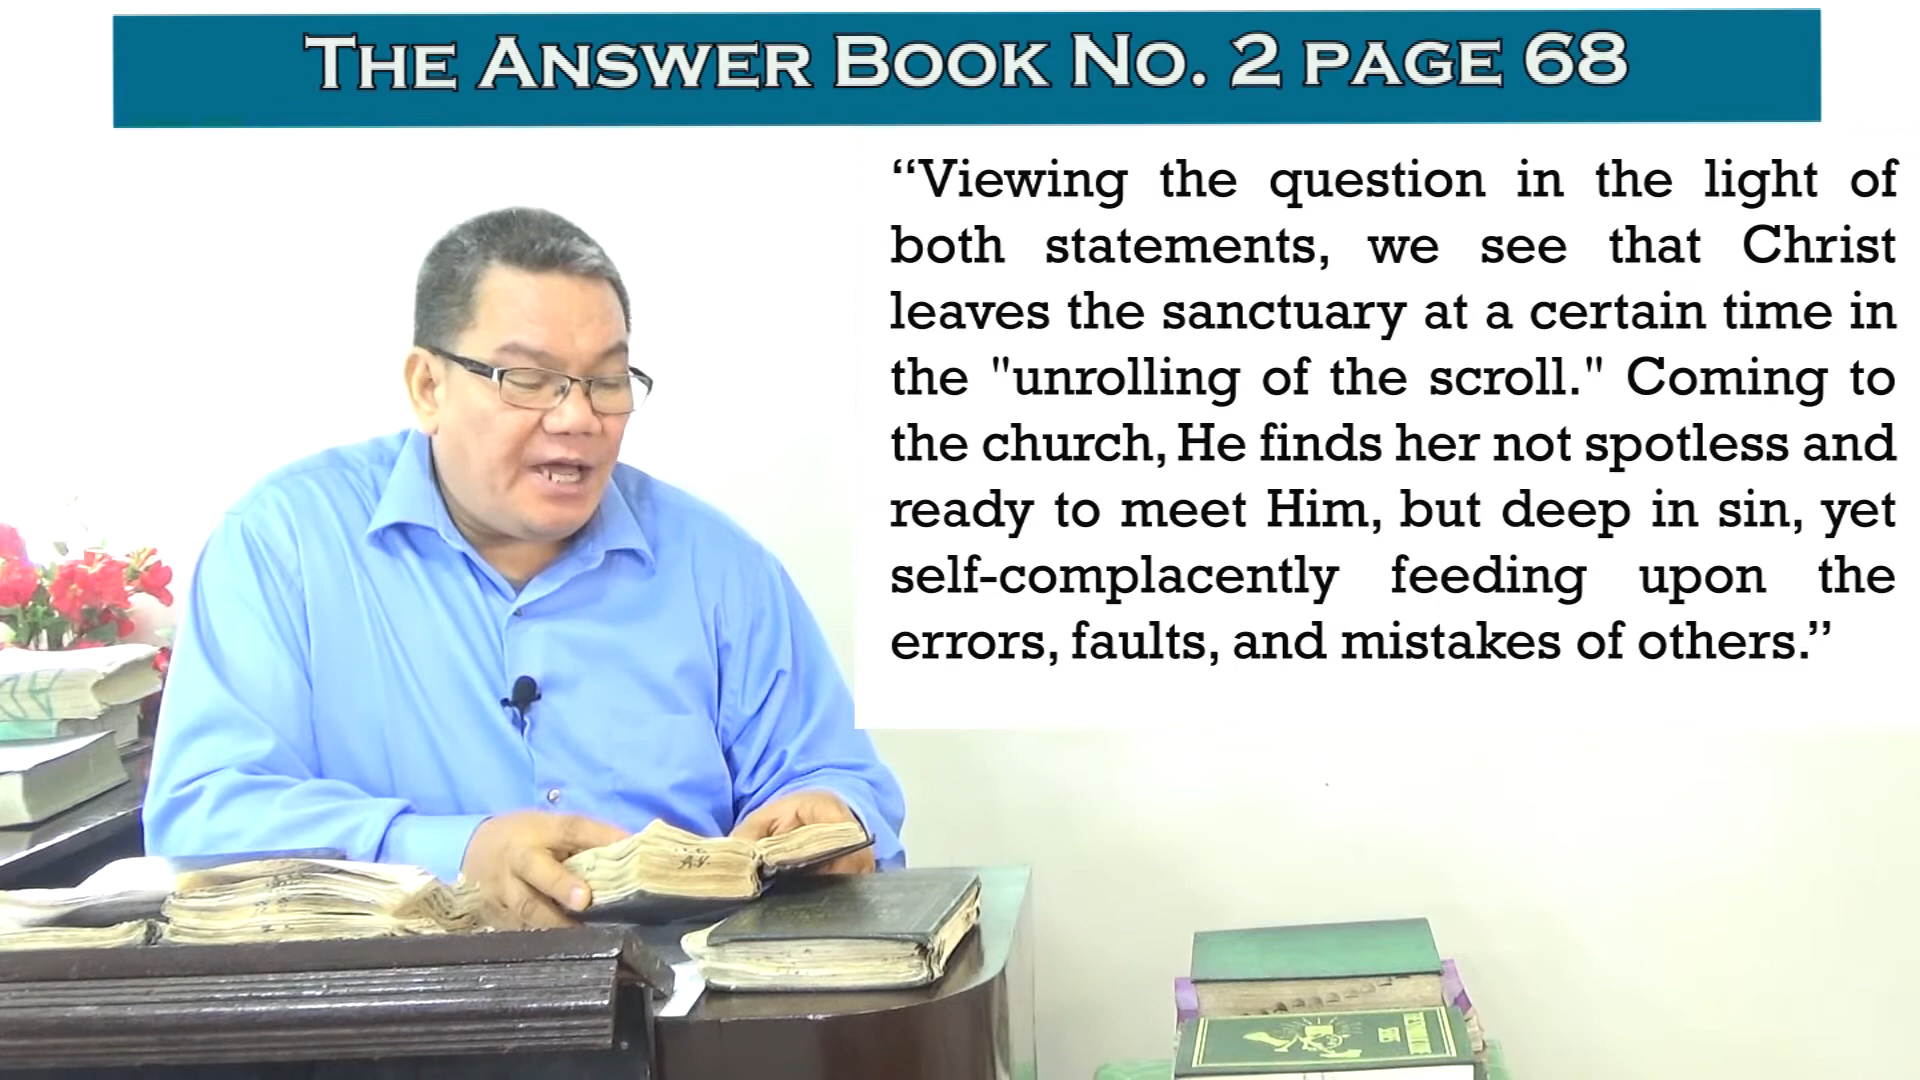 THE ANSWER BOOK NO. 2 PAGE 68
“Viewing the question in the light of
both statements, we see that Christ
leaves the sanctuary at a certain time in
the "unrolling of the scroll." Coming to
the church, He finds her not spotless and
ready to meet Him, but deep in sin, yet
self-complacently feeding upon the
errors, faults, and mistakes of others.”